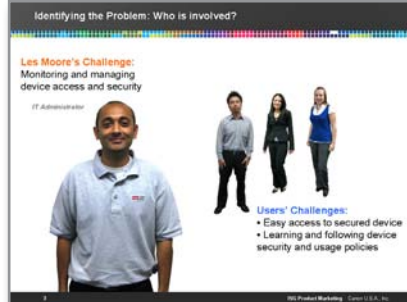 Identifying the Problem: Who is involved?
Les Moore's Challenge:
Monitoring and managing
device access and security
IT Administrator
Users' Challenges:
• Easy access to secured device
• Learning and following device
security and usage policies
ISG Product Marketing Canon U.S.A., Inc.